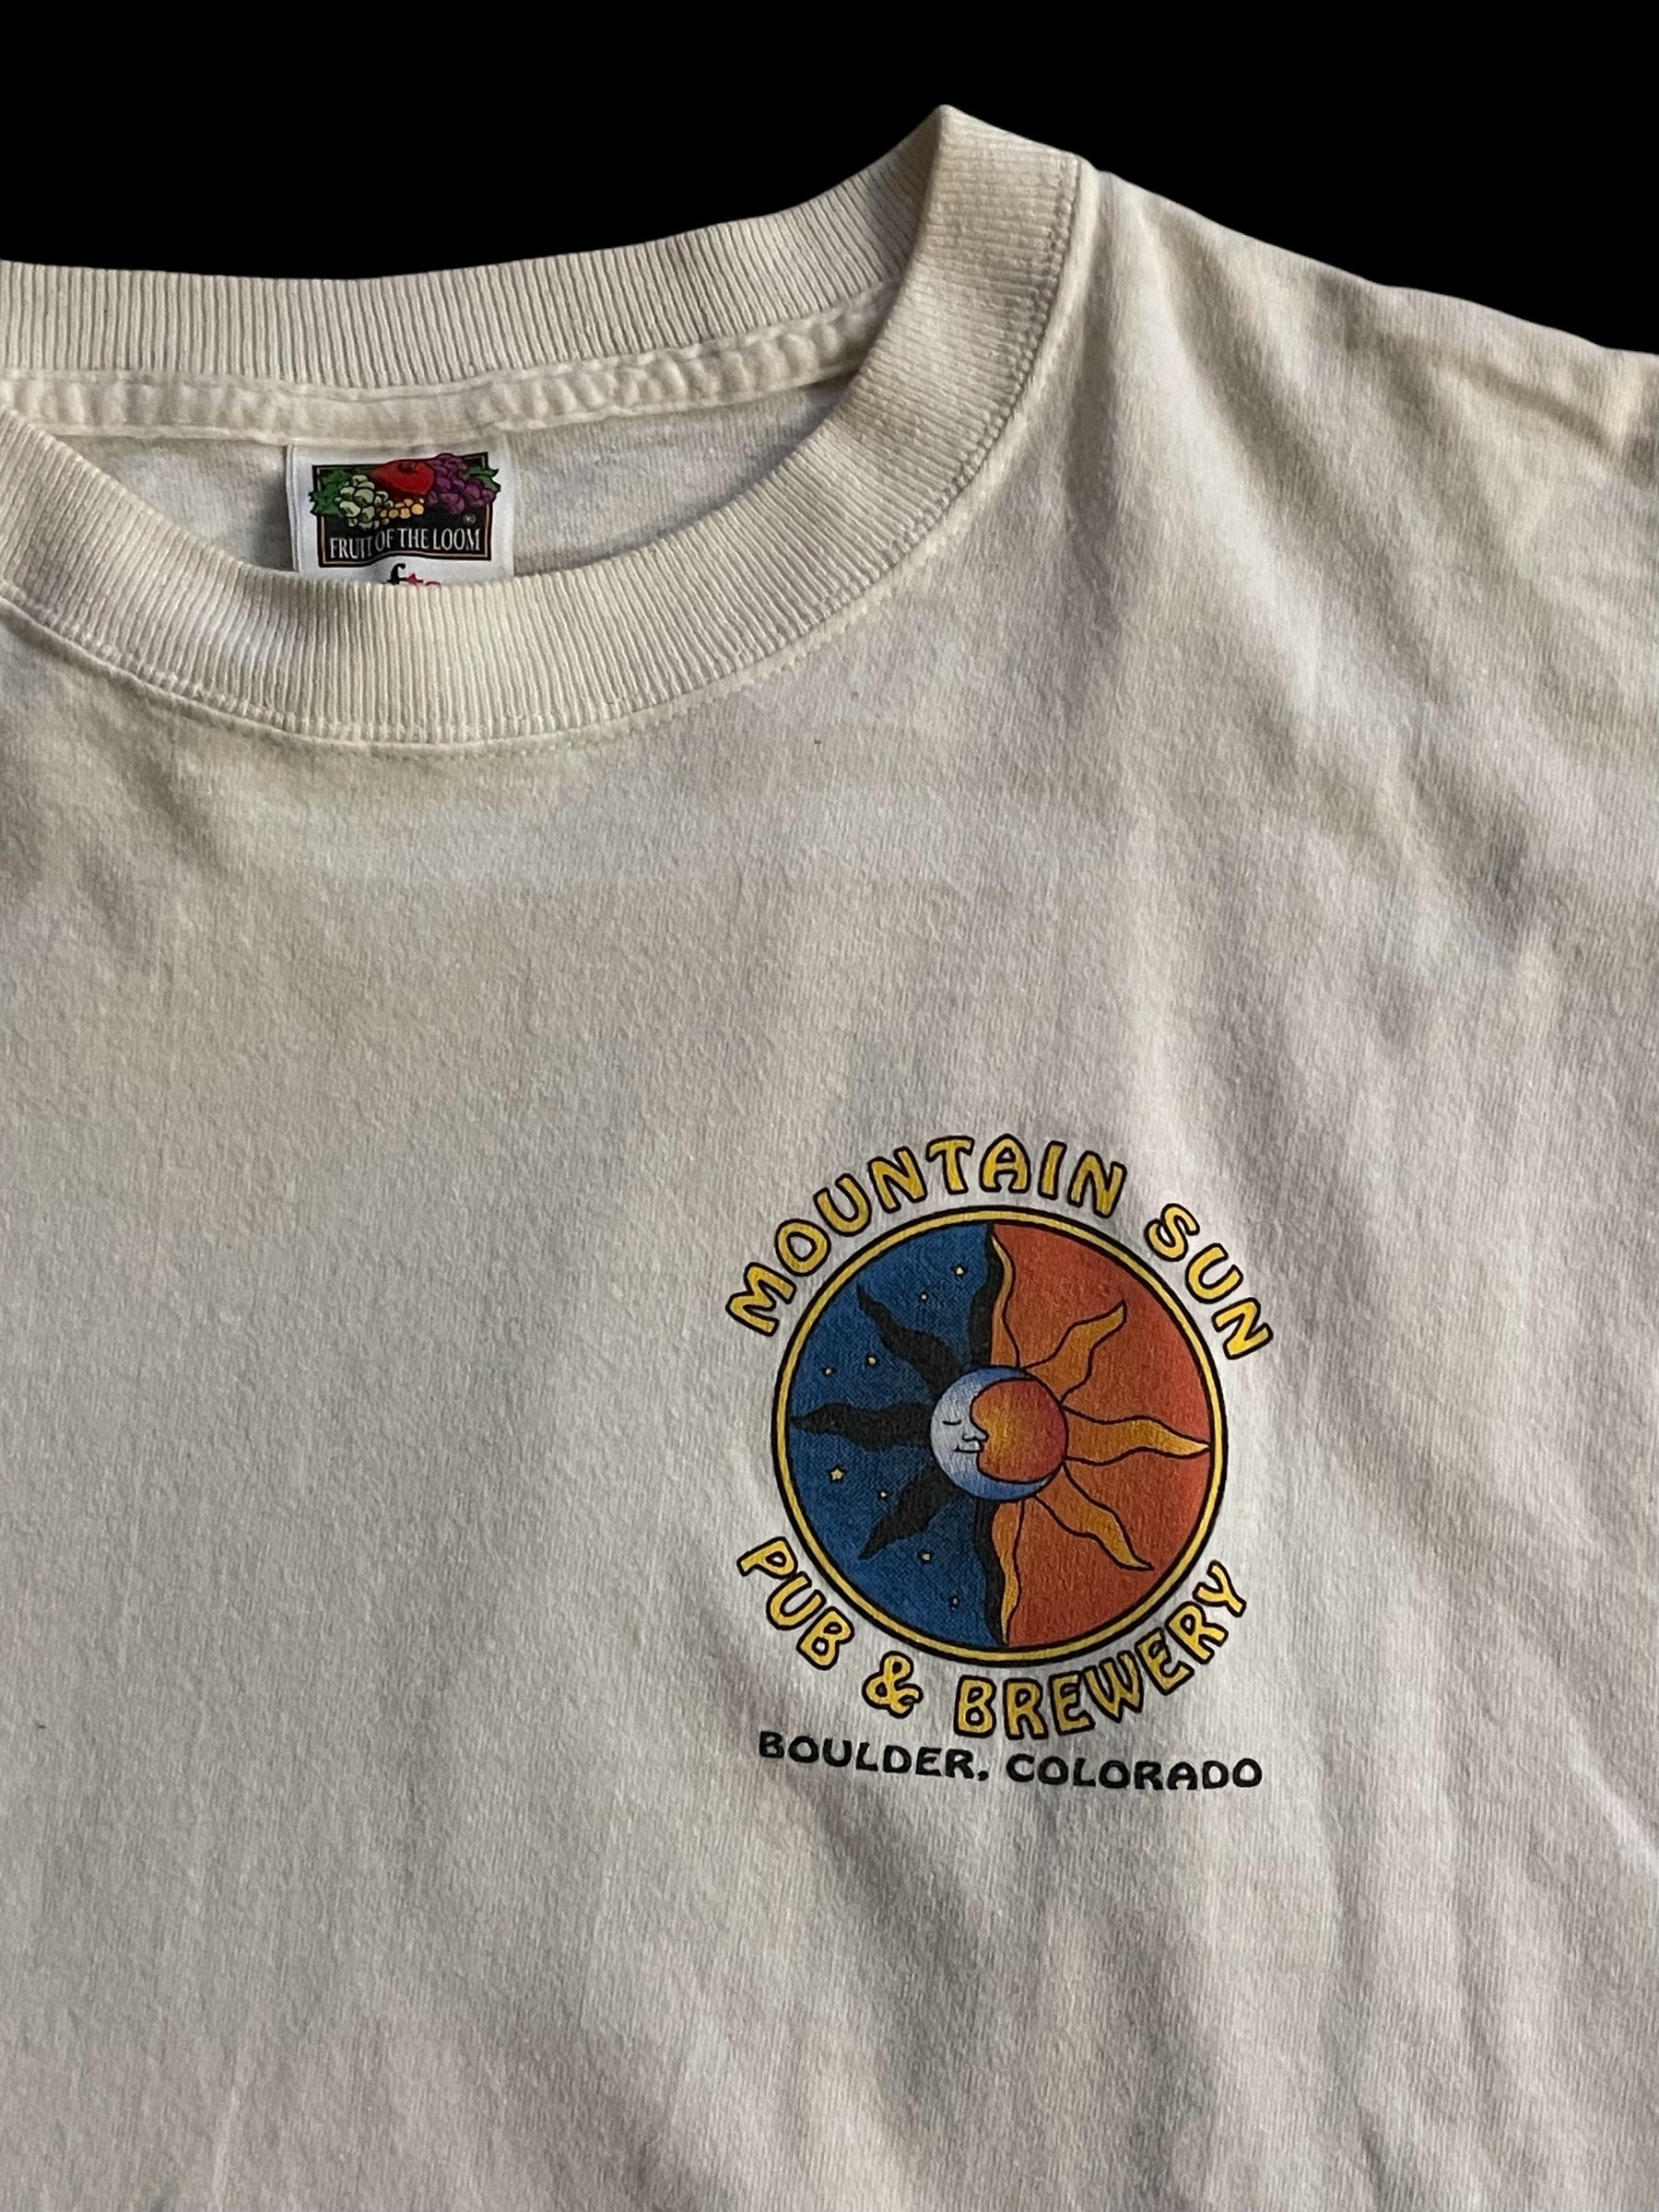 FRUIT OF THE LOOM
MOUNTAIN SUN
PUB & BREWERY
BOULDER, COLORADO